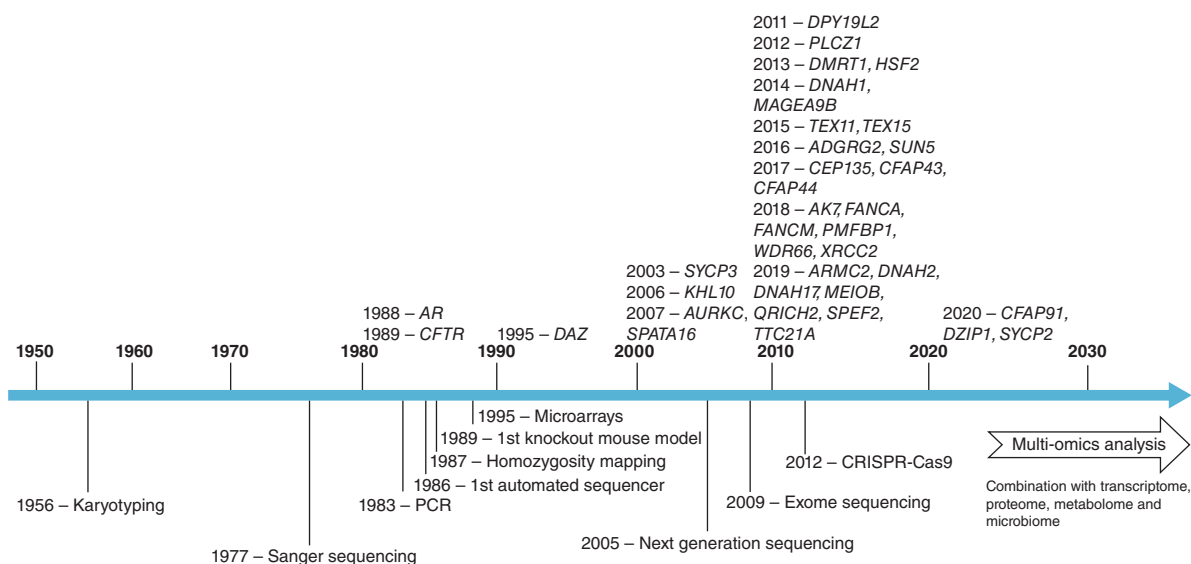 2011 – DPY19L2
2012 – PLCZ1
2013 – DMRT1, HSF2
2014 – DNAH1,
MAGEA9B
2015 – TEX11, TEX15
2016 – ADGRG2, SUN5
2017 – CEP135, CFAP43,
CFAP44
2018 – AK7, FANCA,
FANCM, PMFBP1,
WDR66, XRCC2
2019 – ARMC2, DNAH2,
DNAH17, MEIOB,
QRICH2, SPEF2,
TTC21A
2003 – SYCP3
2006 – KHL10
2007 – AURKC,
SPATA16
1988 – AR
1989 – CFTR
1995 – DAZ
2020 – CFAP91,
DZIP1, SYCP2
1950
1960
1970
1980
1990
2000
2010
2020
2030
1995 – Microarrays
1989 – 1st knockout mouse model
1987 – Homozygosity mapping
1986 – 1st automated sequencer
1983 – PCR
1956 – Karyotyping
1977 – Sanger sequencing
2012 – CRISPR-Cas9
2009 – Exome sequencing
2005 – Next generation sequencing
Multi-omics analysis
Combination with transcriptome,
proteome, metabolome and
microbiome